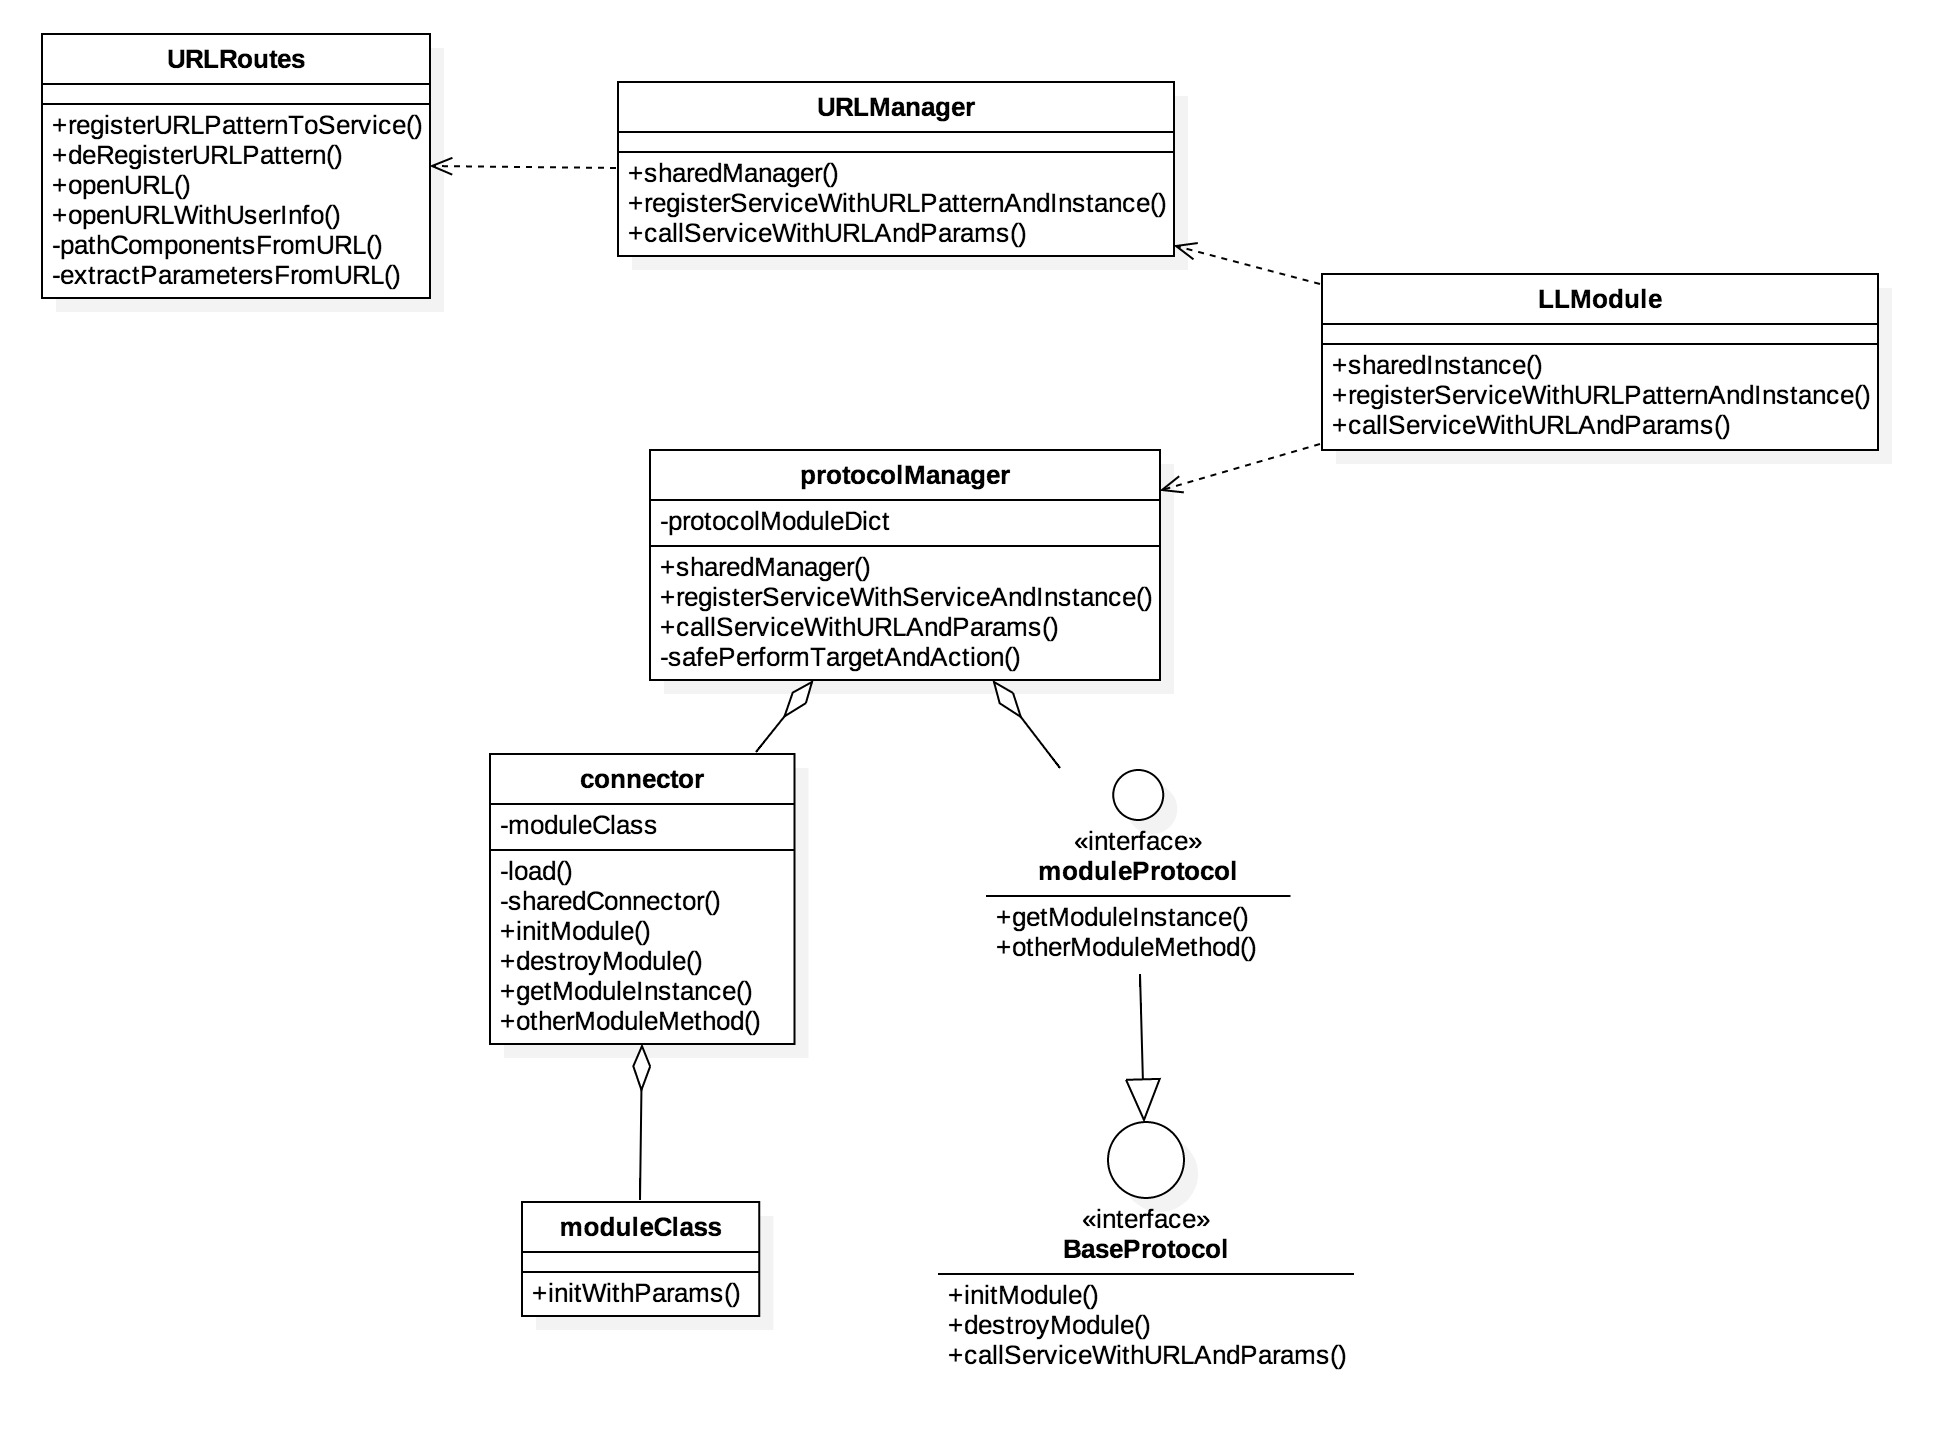 URLRoutes
+registerURLPatternToService()
+deRegisterURLPattern()
+openURL()
+openURLWithUserInfo()
-pathComponentsFromURL()
-extractParametersFromURL()
URLManager
+sharedManager()
+registerServiceWithURLPatternAndInstance()
+callServiceWithURLAndParams()
LLModule
+sharedInstance()
+registerServiceWithURLPatternAndInstance()
+callServiceWithURLAndParams()
protocolManager
-protocolModuleDict
+sharedManager()
+registerServiceWithServiceAndInstance()
+callServiceWithURLAndParams()
-safePerformTargetAndAction()
connector
-moduleClass
-load()
-sharedConnector()
+initModule()
+destroyModule()
+getModuleInstance()
+otherModuleMethod()
«interface»
moduleProtocol
+getModuleInstance()
+otherModuleMethod()
moduleClass
+initWithParams()
«interface»
BaseProtocol
+initModule()
+destroyModule()
+callServiceWithURLAndParams()